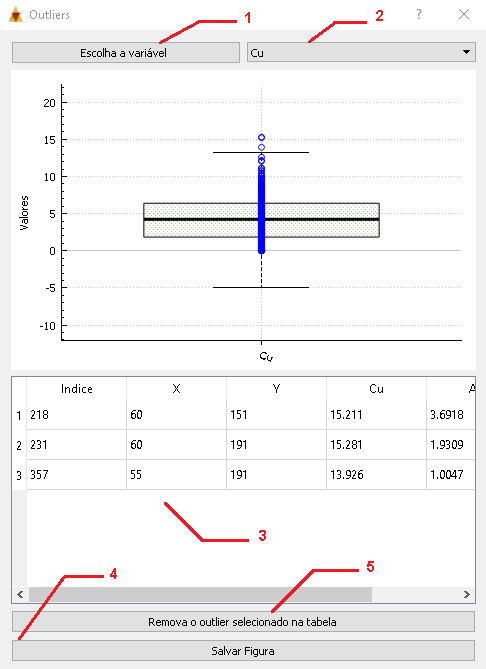 Outliers
?
1
2
Escolha a variável
Cu
20
15
10
5
0
-5
-10
Valores
Cu
Indice X Y Cu A
1 218 60 151 15.211 3.6918
2 231 60 191 15.281 1.9309
3 357 55 191 13.926 1.0047
3
4
5
Remova o outlier selecionado na tabela
Salvar Figura